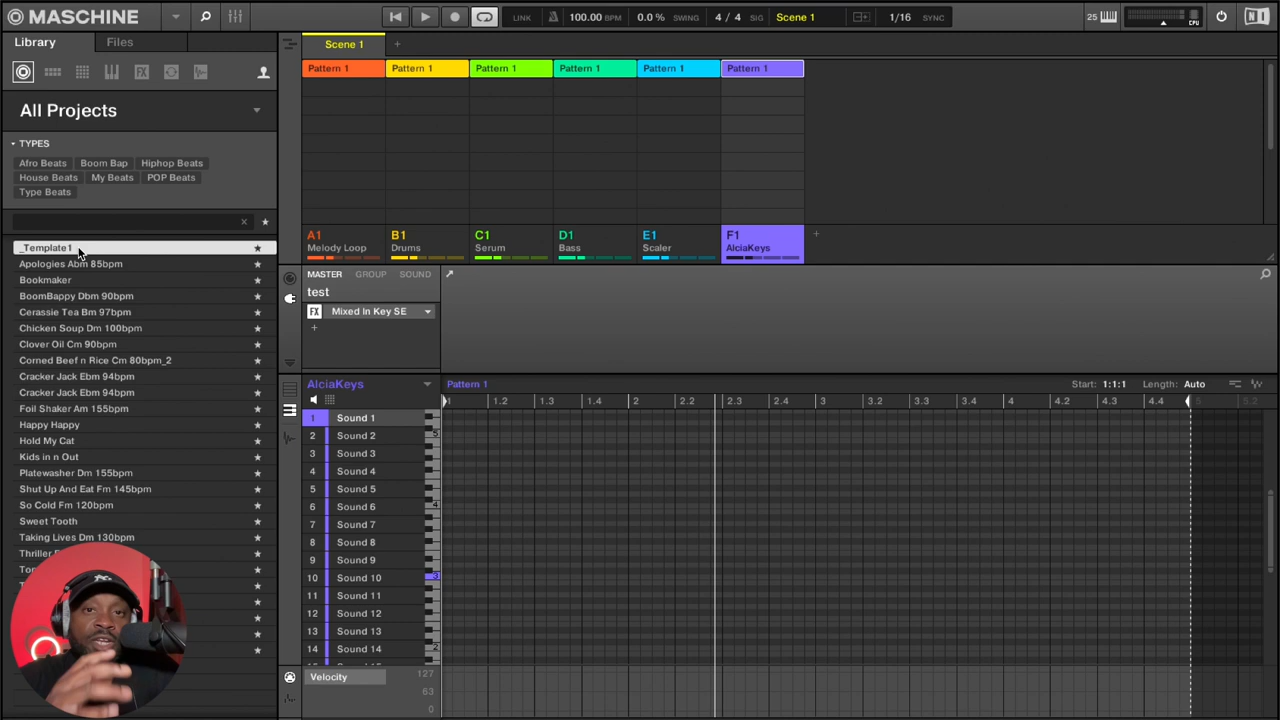 MASCHINE
LINK 100.00 BPM 0.0 % SWING 4 / 4 SIG Scene 1 1/16 SYNC 25 CPU
Library Files
All Projects
TYPES
Afro Beats Boom Bap Hiphop Beats
House Beats My Beats POP Beats
Type Beats
_Template1
Apologies Abm 85bpm
Bookmaker
BoomBappy Dbm 90bpm
Cerassie Tea Bm 97bpm
Chicken Soup Dm 100bpm
Clover Oil Cm 90bpm
Corned Beef n Rice Cm 80bpm_2
Cracker Jack Ebm 94bpm
Cracker Jack Ebm 94bpm
Foil Shaker Am 155bpm
Happy Happy
Hold My Cat
Kids in n Out
Platewasher Dm 155bpm
Shut Up And Eat Fm 145bpm
So Cold Fm 120bpm
Sweet Tooth
Taking Lives Dm 130bpm
Thriller
Scene 1 +
Pattern 1 Pattern 1 Pattern 1 Pattern 1 Pattern 1 Pattern 1
A1 B1 C1 D1 E1 F1
Melody Loop Drums Serum Bass Scaler AlciaKeys
MASTER GROUP SOUND
test
FX Mixed In Key SE
+
AlciaKeys Pattern 1 Start: 1:1:1 Length: Auto
1 1.2 1.3 1.4 2 2.2 2.3 2.4 3 3.2 3.3 3.4 4 4.2 4.3 4.4 5 5.2
1 Sound 1
2 Sound 2 5
3 Sound 3
4 Sound 4
5 Sound 5
6 Sound 6 4
7 Sound 7
8 Sound 8
9 Sound 9
10 Sound 10 3
11 Sound 11
12 Sound 12
13 Sound 13
14 Sound 14 2
Velocity 127
63
0